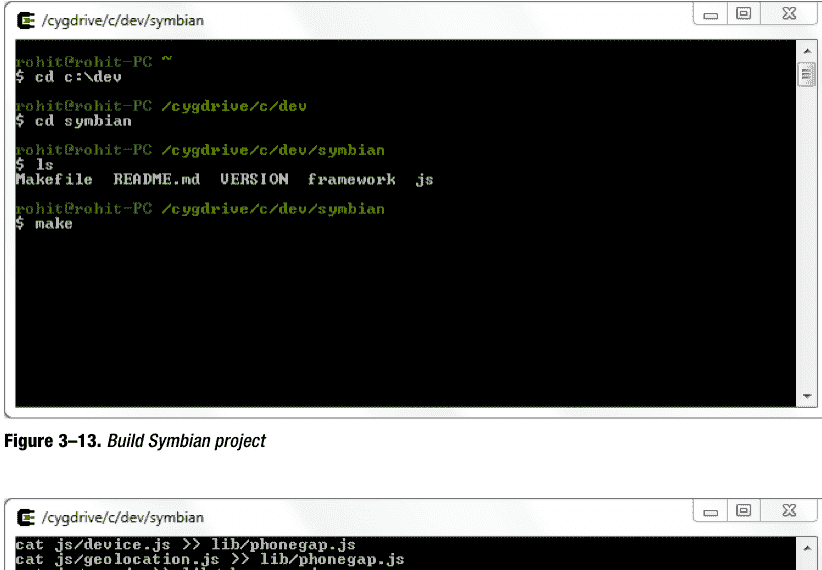 /cygdrive/c/dev/symbian
rohit@rohit-PC ~
$ cd c:\dev
rohit@rohit-PC /cygdrive/c/dev
$ cd symbian
rohit@rohit-PC /cygdrive/c/dev/symbian
$ ls
Makefile README.md VERSION framework js
rohit@rohit-PC /cygdrive/c/dev/symbian
$ make
Figure 3–13. Build Symbian project
/cygdrive/c/dev/symbian
cat js/device.js >> lib/phonegap.js
cat js/geolocation.js >> lib/phonegap.js